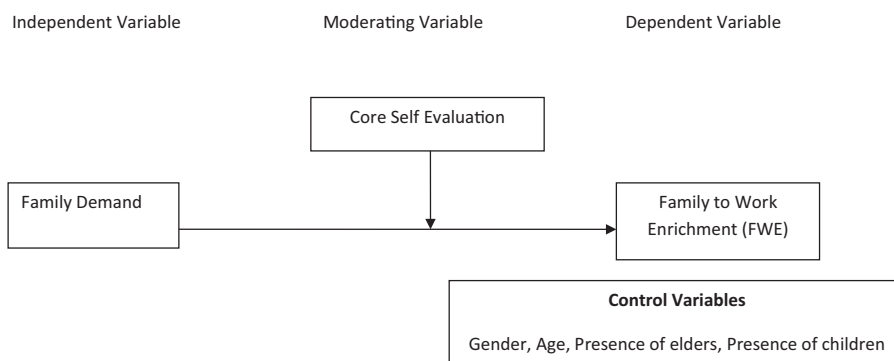 Independent Variable
Moderating Variable
Dependent Variable
Core Self Evaluation
Family Demand
Family to Work
Enrichment (FWE)
Control Variables
Gender, Age, Presence of elders, Presence of children